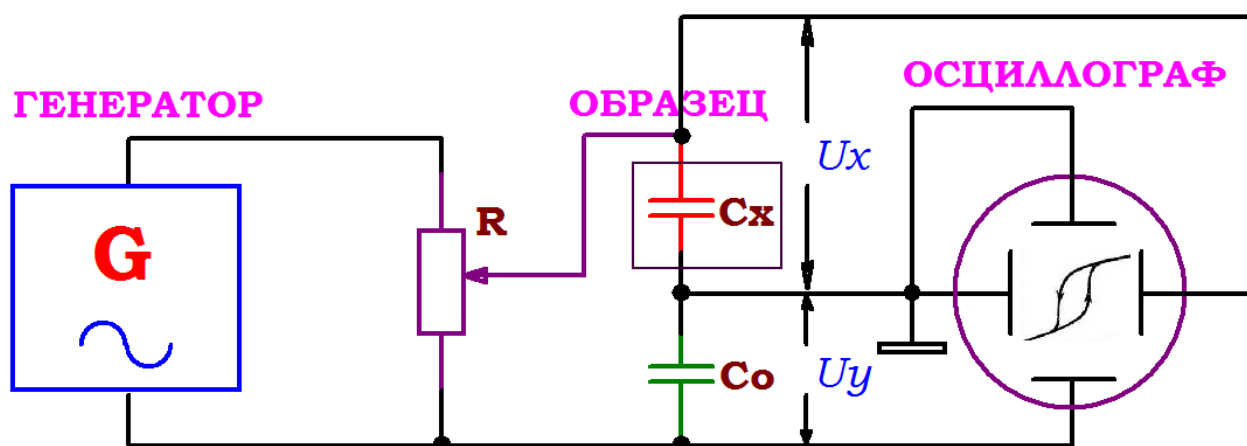 ОСЦИЛЛОГРАФ
ГЕНЕРАТОР
ОБРАЗЕЦ
Ux
G
R
Cx
Uy
Co